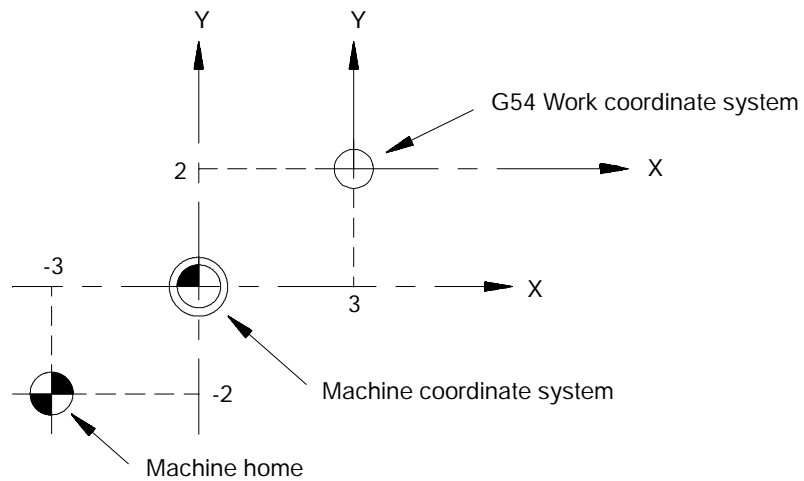 Y
Y
G54 Work coordinate system
2
X
-3
X
3
Machine coordinate system
-2
Machine home